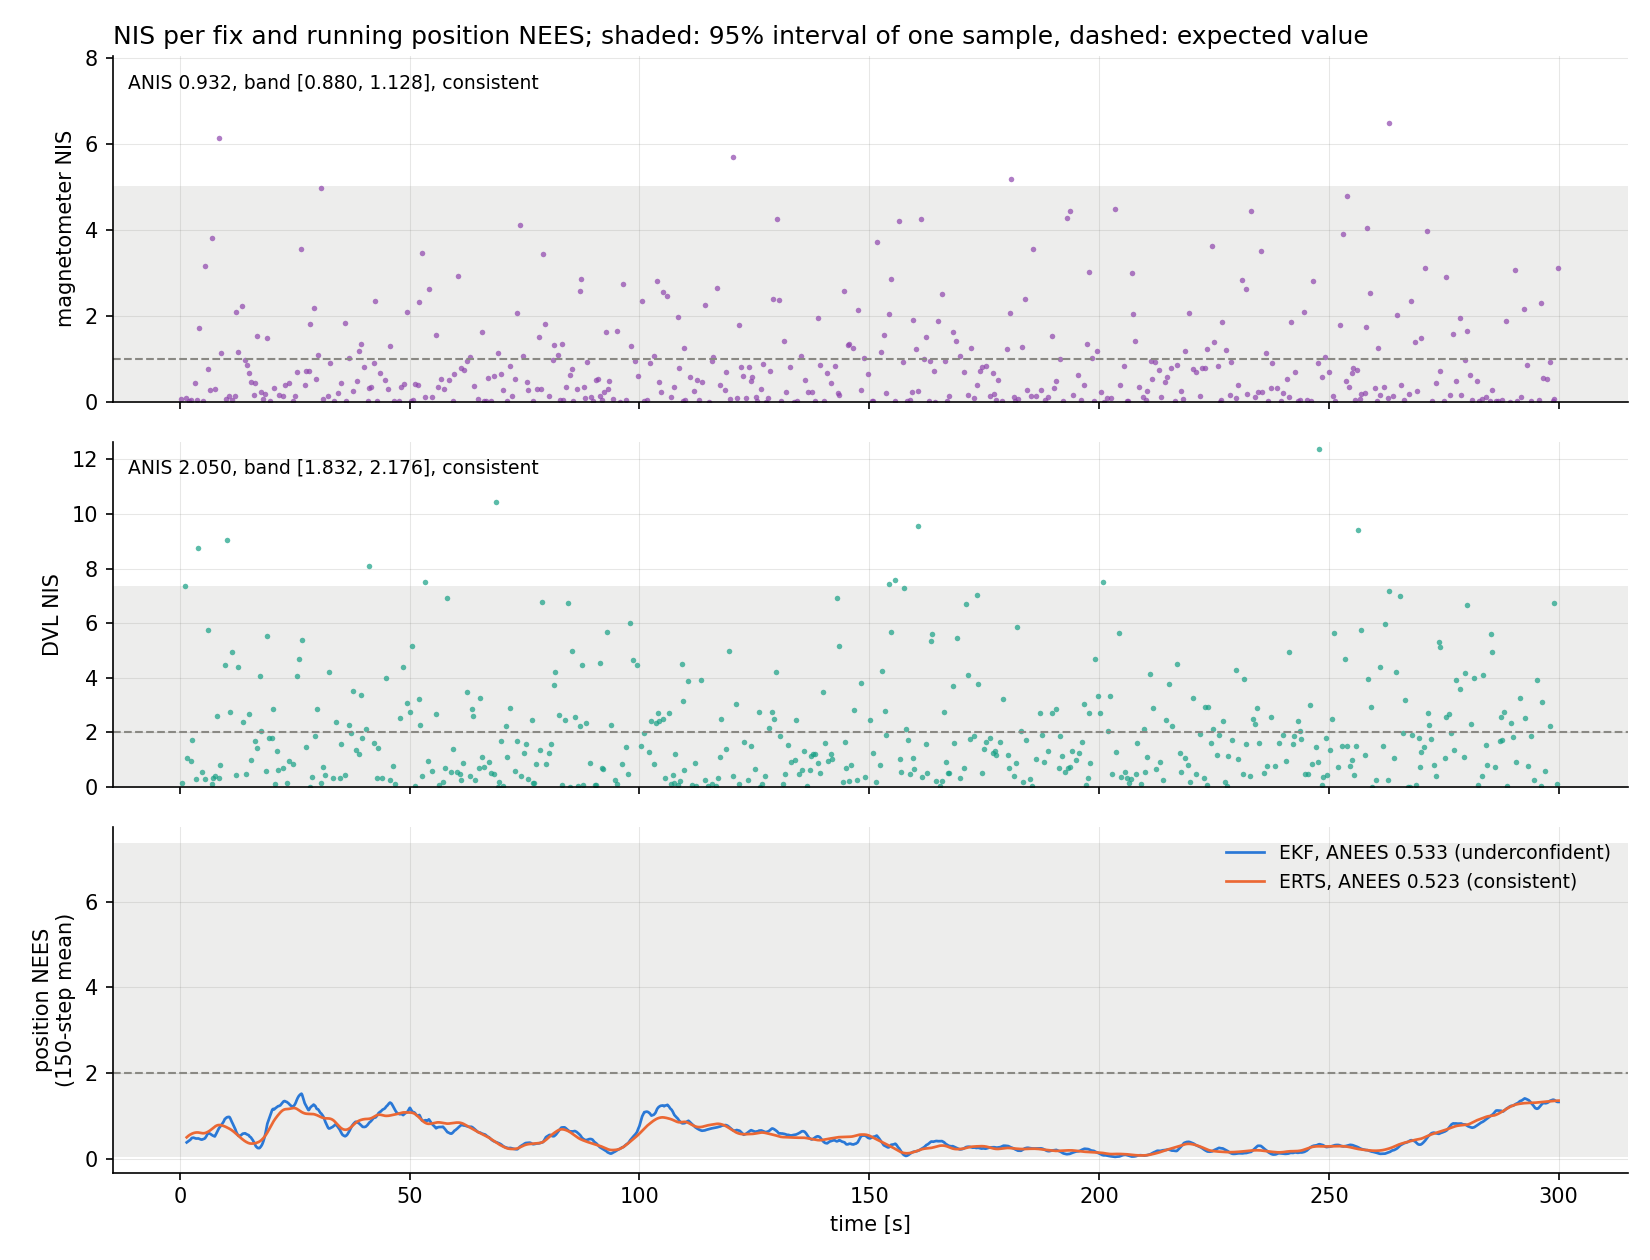 NIS per fix and running position NEES; shaded: 95% interval of one sample, dashed: expected value
magnetometer NIS
8
6
4
2
0
ANIS 0.932, band [0.880, 1.128], consistent
DVL NIS
12
10
8
6
4
2
0
ANIS 2.050, band [1.832, 2.176], consistent
position NEES
(150-step mean)
6
4
2
0
EKF, ANEES 0.533 (underconfident)
ERTS, ANEES 0.523 (consistent)
0 50 100 150 200 250 300
time [s]